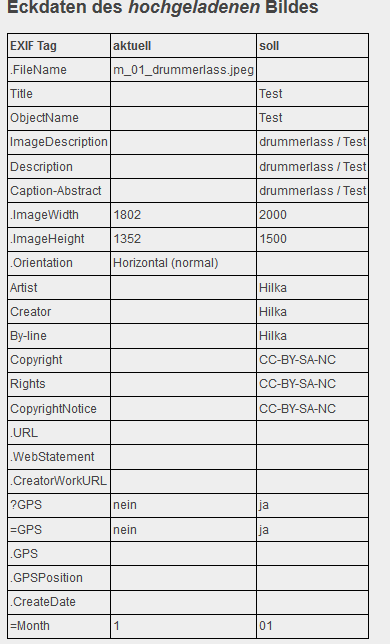 Eckdaten des hochgeladenen Bildes
EXIF Tag aktuell soll
.FileName m_01_drummerlass.jpeg
Title Test
ObjectName Test
ImageDescription drummerlass / Test
Description drummerlass / Test
Caption-Abstract drummerlass / Test
.ImageWidth 1802 2000
.ImageHeight 1352 1500
.Orientation Horizontal (normal)
Artist Hilka
Creator Hilka
By-line Hilka
Copyright CC-BY-SA-NC
Rights CC-BY-SA-NC
CopyrightNotice CC-BY-SA-NC
.URL
.WebStatement
.CreatorWorkURL
?GPS nein ja
=GPS nein ja
.GPS
.GPSPosition
.CreateDate
=Month 1 01